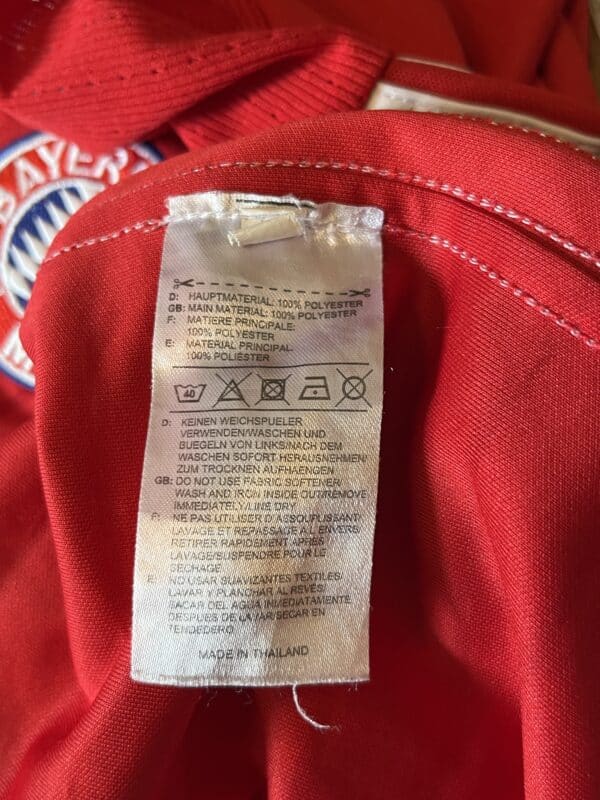 BAYER
M
D: HAUPTMATERIAL: 100% POLYESTER
GB: MAIN MATERIAL: 100% POLYESTER
F: MATIERE PRINCIPALE:
100% POLYESTER
E: MATERIAL PRINCIPAL:
100% POLIESTER
40
D: KEINEN WEICHSPUELER
VERWENDEN/WASCHEN UND
BUEGELN VON LINKS/NACH DEM
WASCHEN SOFORT HERAUSNEHMEN/
ZUM TROCKNEN AUFHAENGEN
GB: DO NOT USE FABRIC SOFTENER/
WASH AND IRON INSIDE OUT/REMOVE
IMMEDIATELY/LINE DRY
F: NE PAS UTILISER D'ASSOUPLISSANT/
LAVAGE ET REPASSAGE A L'ENVERS/
RETIRER RAPIDEMENT APRES
LAVAGE/SUSPENDRE POUR LE
SECHAGE
E: NO USAR SUAVIZANTES TEXTILES/
LAVAR Y PLANCHAR AL REVES/
SACAR DEL AGUA IMMEDIATAMENTE
DESPUES DE LAVAR/SECAR EN
TENDEDERO
MADE IN THAILAND